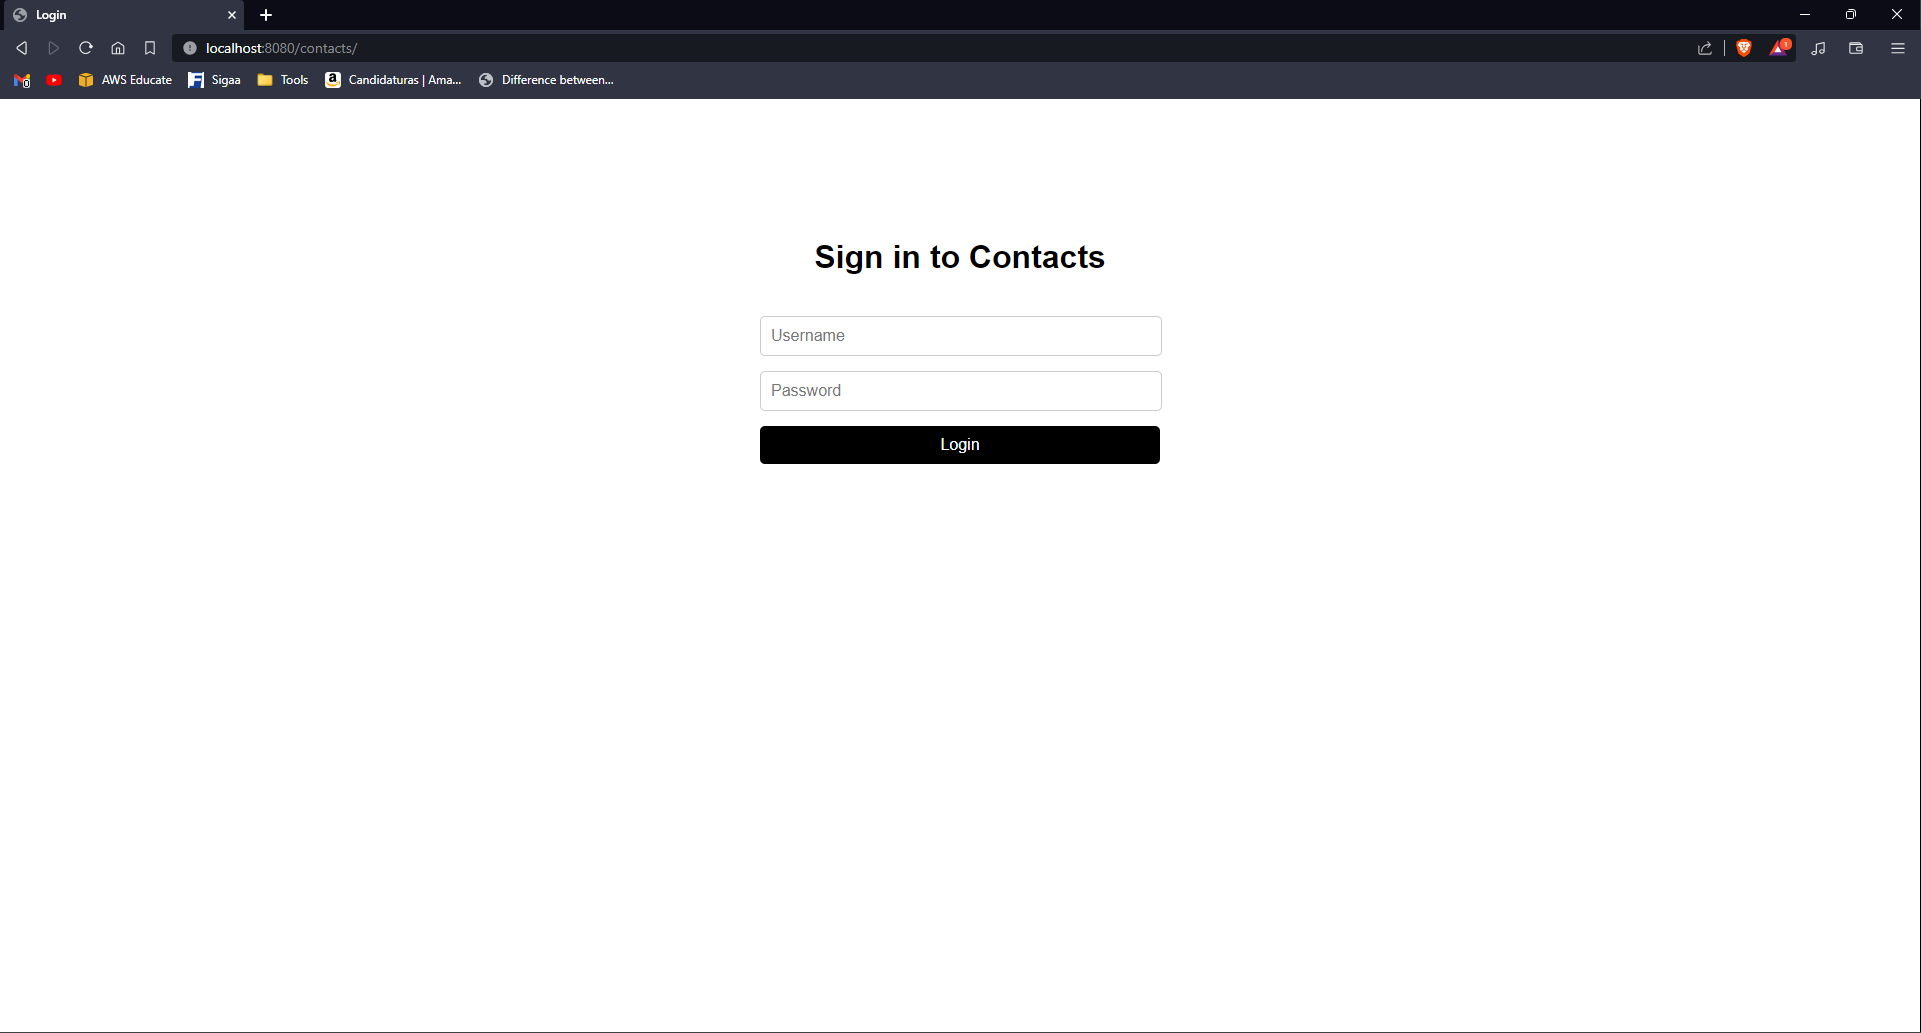 Login
localhost:8080/contacts/
1
AWS Educate Sigaa Tools Candidaturas | Ama... Difference between...
Sign in to Contacts
Username
Password
Login